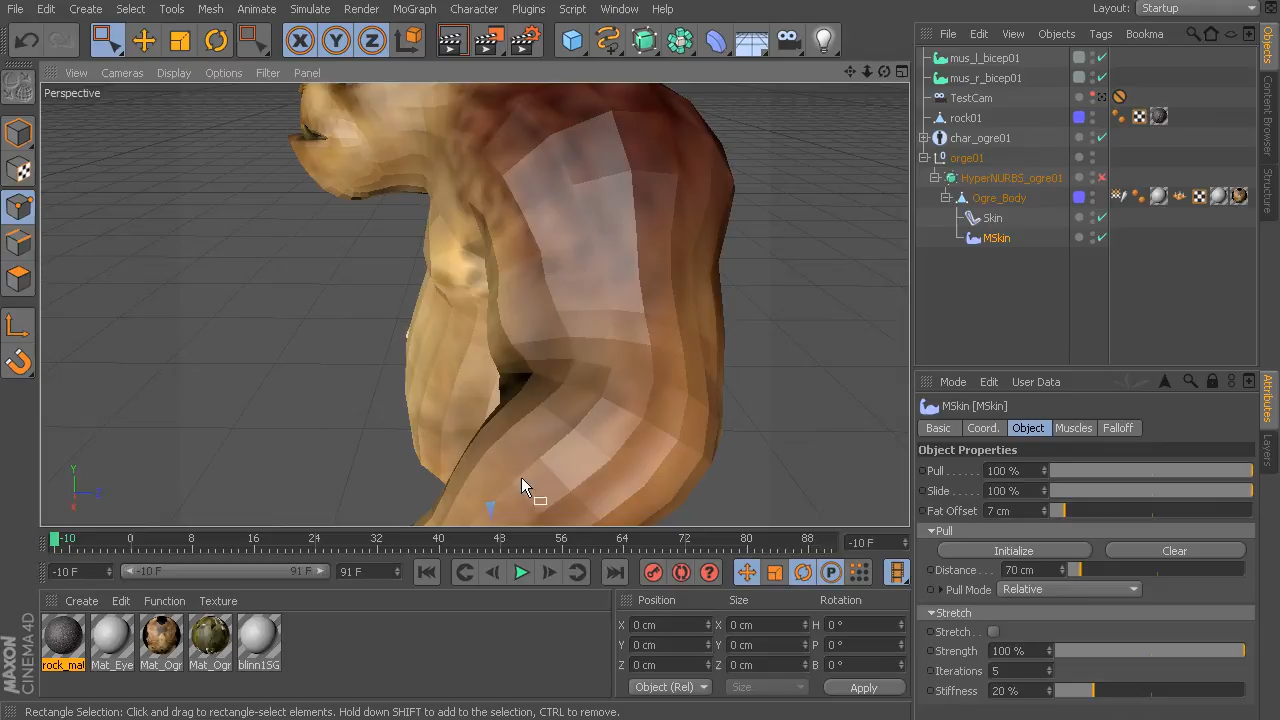 File Edit Create Select Tools Mesh Animate Simulate Render MoGraph Character Plugins Script Window Help Layout: Startup
View Cameras Display Options Filter Panel
Perspective
Y
Z
X
X Y Z
-10 0 8 16 24 32 40 48 56 64 72 80 88 -10 F
-10 F -10 F 91 F 91 F
Create Edit Function Texture
rock_mat Mat_Eye Mat_Ogr Mat_Ogr blinn1SG
MAXON
CINEMA 4D
Position Size Rotation
X 0 cm X 0 cm H 0 °
Y 0 cm Y 0 cm P 0 °
Z 0 cm Z 0 cm B 0 °
Object (Rel) Size Apply
Rectangle Selection: Click and drag to rectangle-select elements. Hold down SHIFT to add to the selection, CTRL to remove.
File Edit View Objects Tags Bookma
mus_l_bicep01
mus_r_bicep01
TestCam
rock01
char_ogre01
orge01
HyperNURBS_ogre01
Ogre_Body
Skin
MSkin
Objects
Content Browser
Structure
Mode Edit User Data
MSkin [MSkin]
Basic Coord. Object Muscles Falloff
Object Properties
Pull 100 %
Slide 100 %
Fat Offset 7 cm
Pull
Initialize Clear
Distance 70 cm
Pull Mode Relative
Stretch
Stretch
Strength 100 %
Iterations 5
Stiffness 20 %
Attributes
Layers